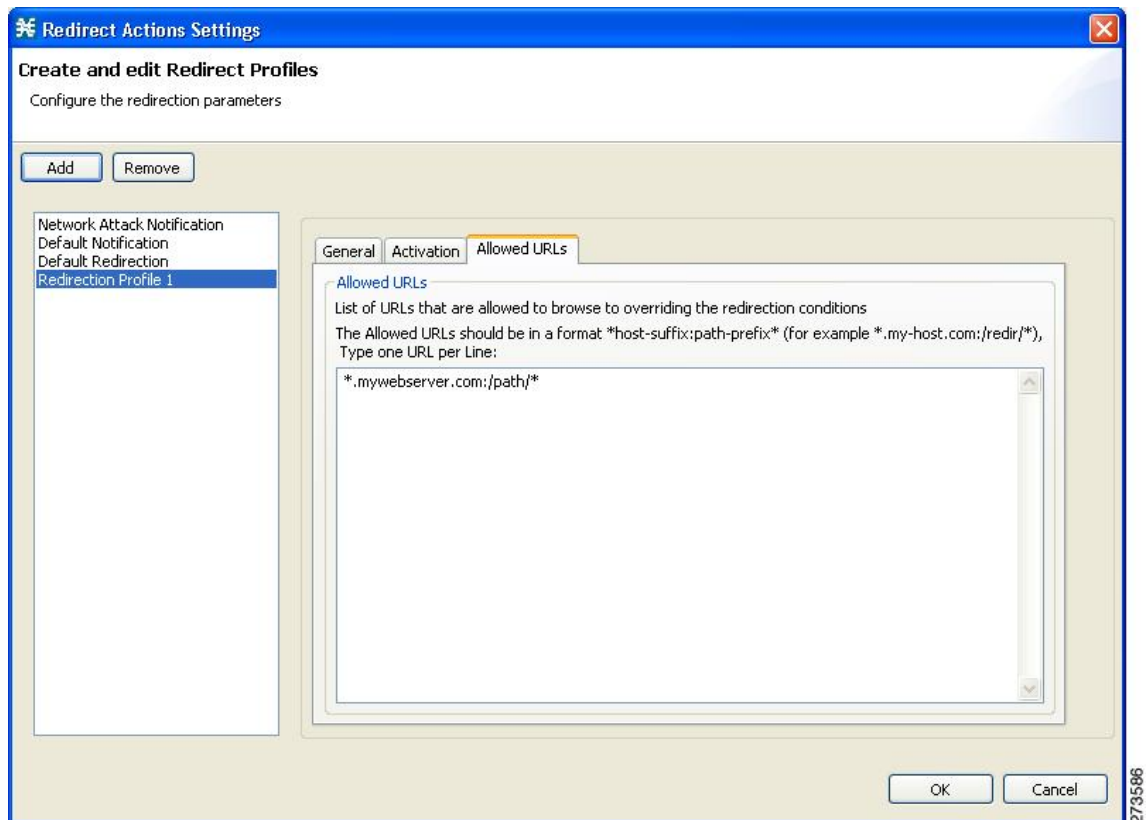 Redirect Actions Settings
Create and edit Redirect Profiles
Configure the redirection parameters
Add
Remove
Network Attack Notification
Default Notification
Default Redirection
Redirection Profile 1
General
Activation
Allowed URLs
Allowed URLs
List of URLs that are allowed to browse to overriding the redirection conditions
The Allowed URLs should be in a format *host-suffix:path-prefix* (for example *.my-host.com:/redir/*),
Type one URL per Line:
*.mywebserver.com:/path/*
OK
Cancel
273586